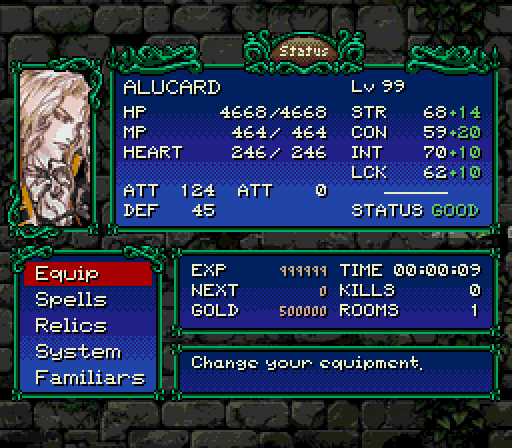 Status
ALUCARD Lv 99
HP 4668/4668 STR 68+14
MP 464/ 464 CON 59+20
HEART 246/ 246 INT 70+10
LCK 62+10
ATT 124 ATT 0
DEF 45 STATUS GOOD
Equip
Spells
Relics
System
Familiars
EXP 999999 TIME 00:00:09
NEXT 0 KILLS 0
GOLD 500000 ROOMS 1
Change your equipment.